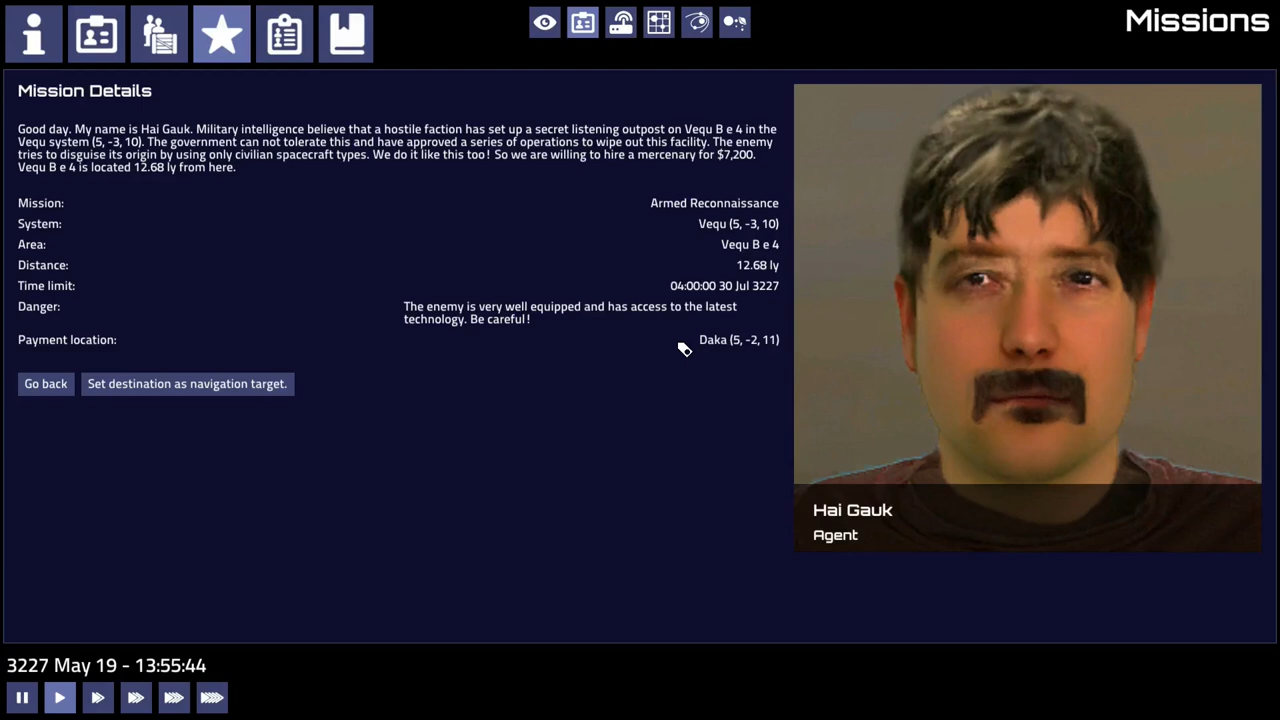 Missions
Mission Details
Good day. My name is Hai Gauk. Military intelligence believe that a hostile faction has set up a secret listening outpost on Vequ B e 4 in the
Vequ system (5, -3, 10). The government can not tolerate this and have approved a series of operations to wipe out this facility. The enemy
tries to disguise its origin by using only civilian spacecraft types. We do it like this too! So we are willing to hire a mercenary for $7,200.
Vequ B e 4 is located 12.68 ly from here.
Mission: Armed Reconnaissance
System: Vequ (5, -3, 10)
Area: Vequ B e 4
Distance: 12.68 ly
Time limit: 04:00:00 30 Jul 3227
Danger: The enemy is very well equipped and has access to the latest
technology. Be careful!
Payment location: Daka (5, -2, 11)
Go back Set destination as navigation target.
Hai Gauk
Agent
3227 May 19 - 13:55:44